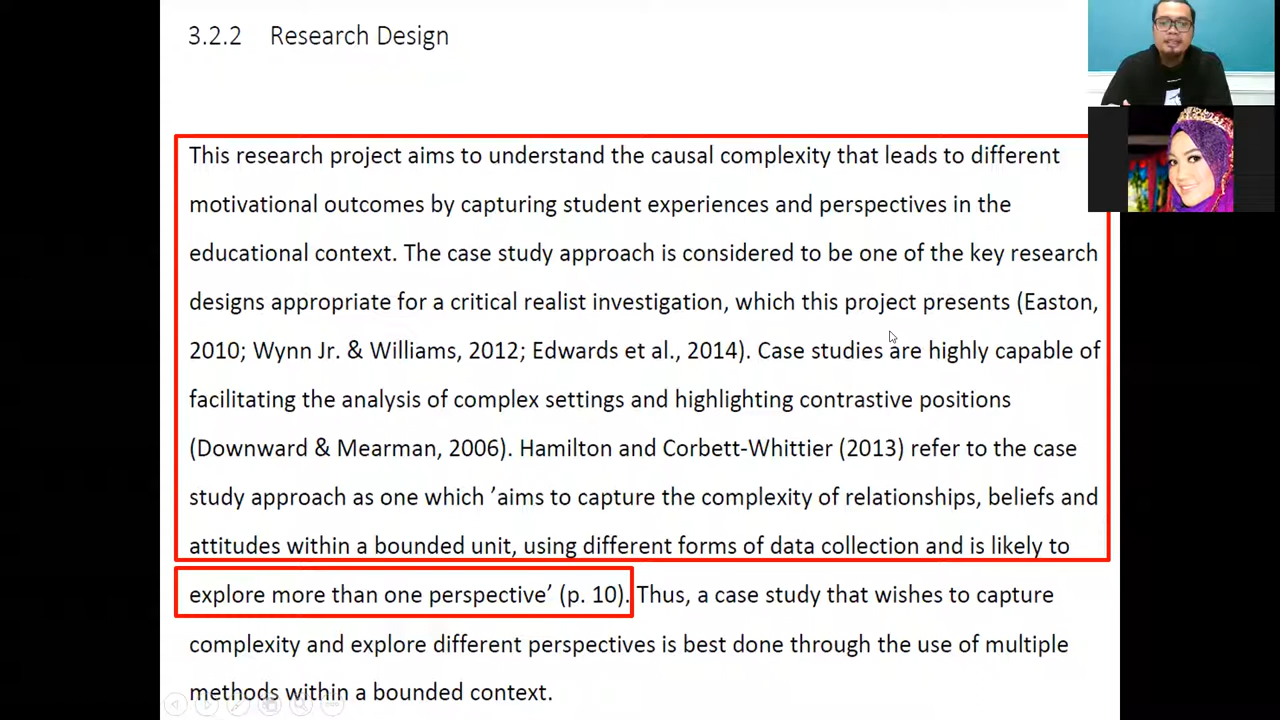 3.2.2 Research Design
This research project aims to understand the causal complexity that leads to different
motivational outcomes by capturing student experiences and perspectives in the
educational context. The case study approach is considered to be one of the key research
designs appropriate for a critical realist investigation, which this project presents (Easton,
2010; Wynn Jr. & Williams, 2012; Edwards et al., 2014). Case studies are highly capable of
facilitating the analysis of complex settings and highlighting contrastive positions
(Downward & Mearman, 2006). Hamilton and Corbett-Whittier (2013) refer to the case
study approach as one which ’aims to capture the complexity of relationships, beliefs and
attitudes within a bounded unit, using different forms of data collection and is likely to
explore more than one perspective’ (p. 10). Thus, a case study that wishes to capture
complexity and explore different perspectives is best done through the use of multiple
methods within a bounded context.